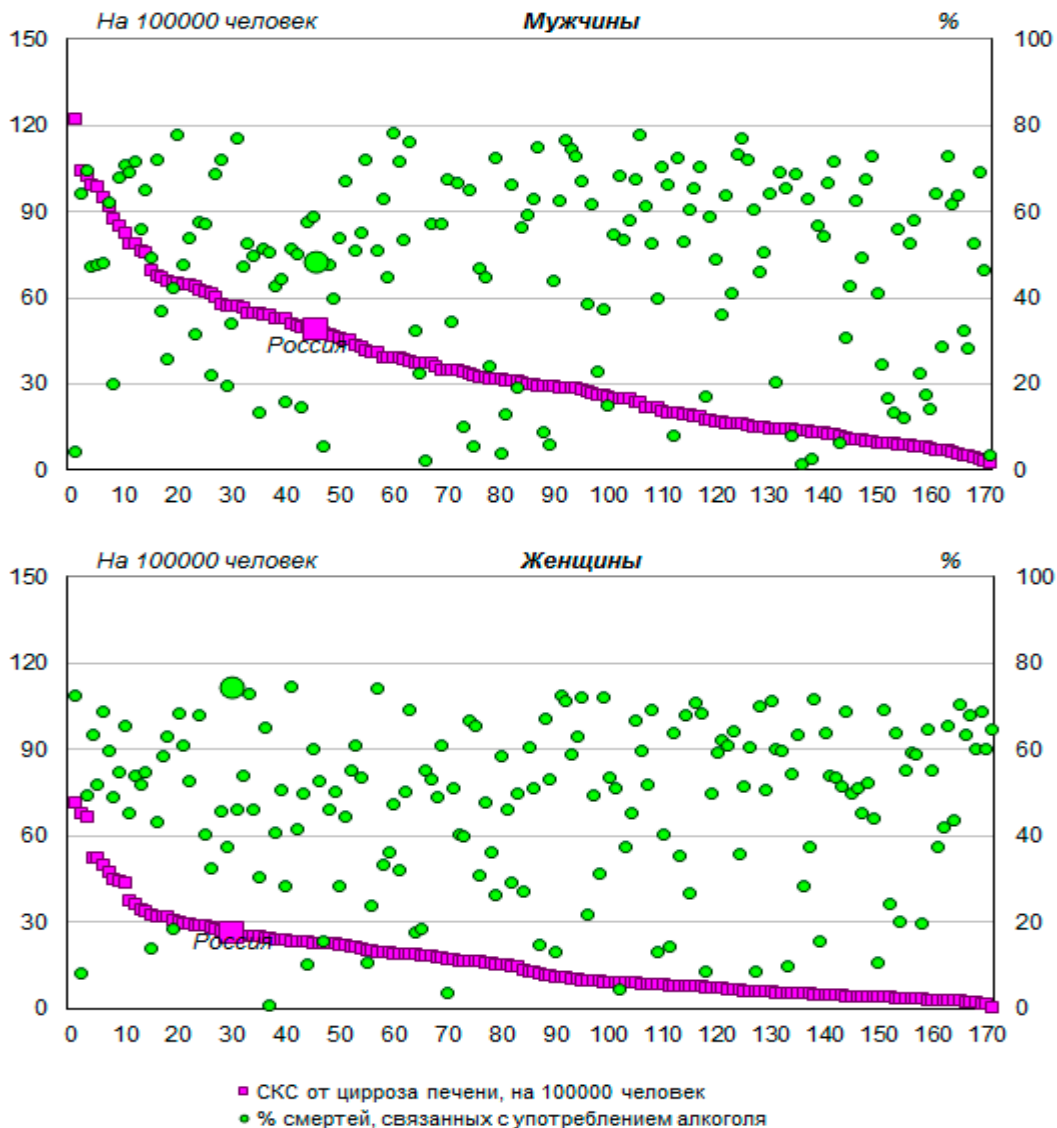 На 100000 человек Мужчины %
150 100
120 80
90 60
60 40
Россия
30 20
0 0
0 10 20 30 40 50 60 70 80 90 100 110 120 130 140 150 160 170
На 100000 человек Женщины %
150 100
120 80
90 60
60 40
30 20
Россия
0 0
0 10 20 30 40 50 60 70 80 90 100 110 120 130 140 150 160 170
СКС от цирроза печени, на 100000 человек
% смертей, связанных с употреблением алкоголя